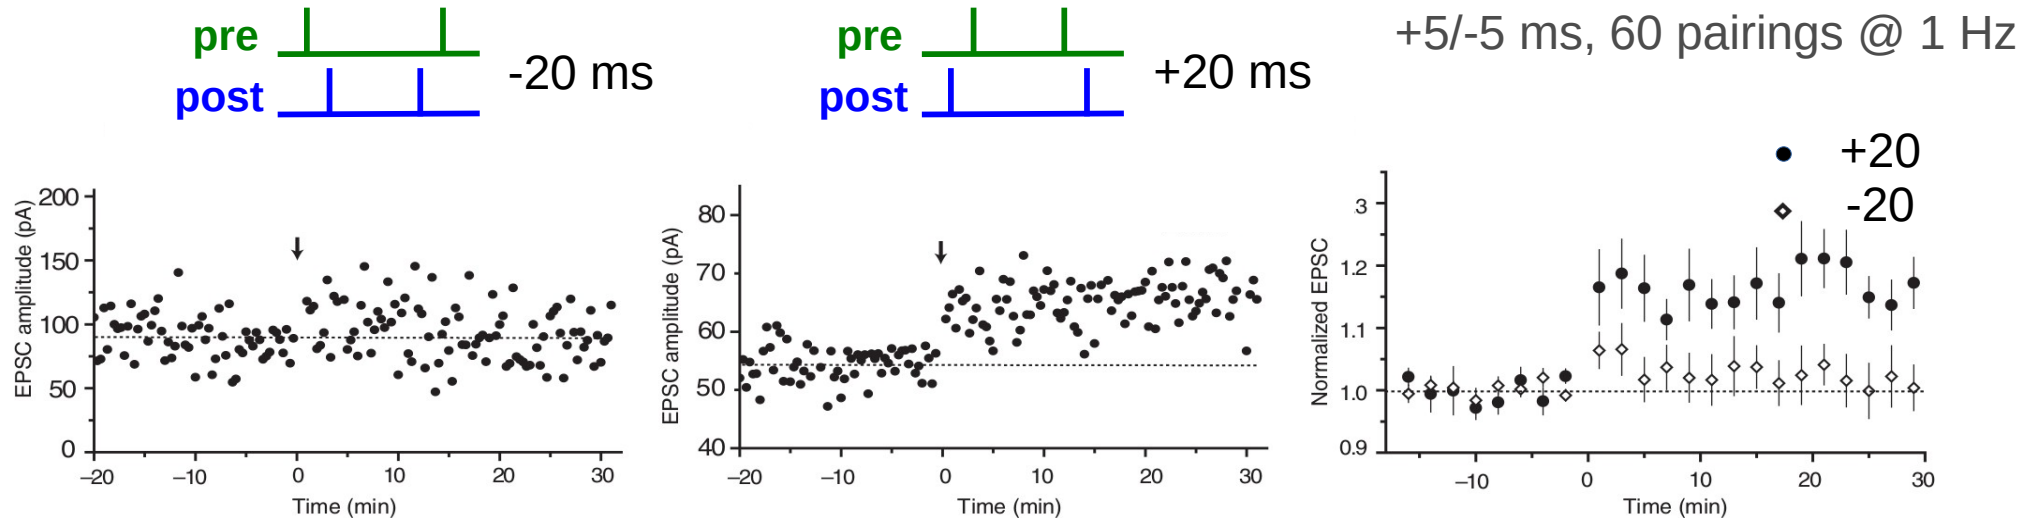 pre
post
-20 ms
pre
post
+20 ms
+5/-5 ms, 60 pairings @ 1 Hz
EPSC amplitude (pA)
200
150
100
50
0
−20
−10
0
10
20
30
Time (min)
EPSC amplitude (pA)
80
70
60
50
40
−20
−10
0
10
20
30
Time (min)
+20
-20
Normalized EPSC
3
1.2
1.1
1.0
0.9
−10
0
10
20
30
Time (min)